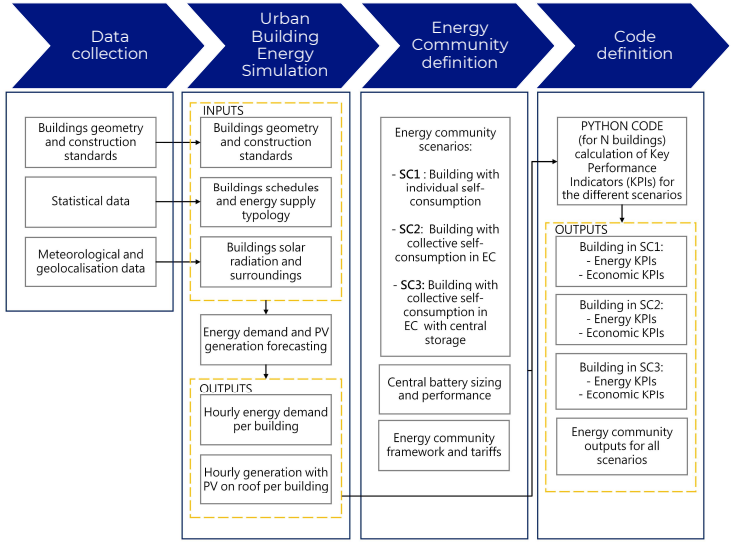 Data
collection
Urban
Building
Energy
Simulation
Energy
Community
definition
Code
definition
Buildings geometry
and construction
standards
Statistical data
Meteorological and
geolocalisation data
INPUTS
Buildings geometry
and construction
standards
Buildings schedules
and energy supply
typology
Buildings solar
radiation and
surroundings
Energy demand and PV
generation forecasting
OUTPUTS
Hourly energy demand
per building
Hourly generation with
PV on roof per building
Energy community
scenarios:
- SC1 : Building with
individual self-
consumption
- SC2: Building with
collective self-
consumption in EC
- SC3: Building with
collective self-
consumption in
EC with central
storage
Central battery sizing
and performance
Energy community
framework and tariffs
PYTHON CODE
(for N buildings)
calculation of Key
Performance
Indicators (KPIs) for
the different scenarios
OUTPUTS
Building in SC1:
- Energy KPIs
- Economic KPIs
Building in SC2:
- Energy KPIs
- Economic KPIs
Building in SC3:
- Energy KPIs
- Economic KPIs
Energy community
outputs for all
scenarios